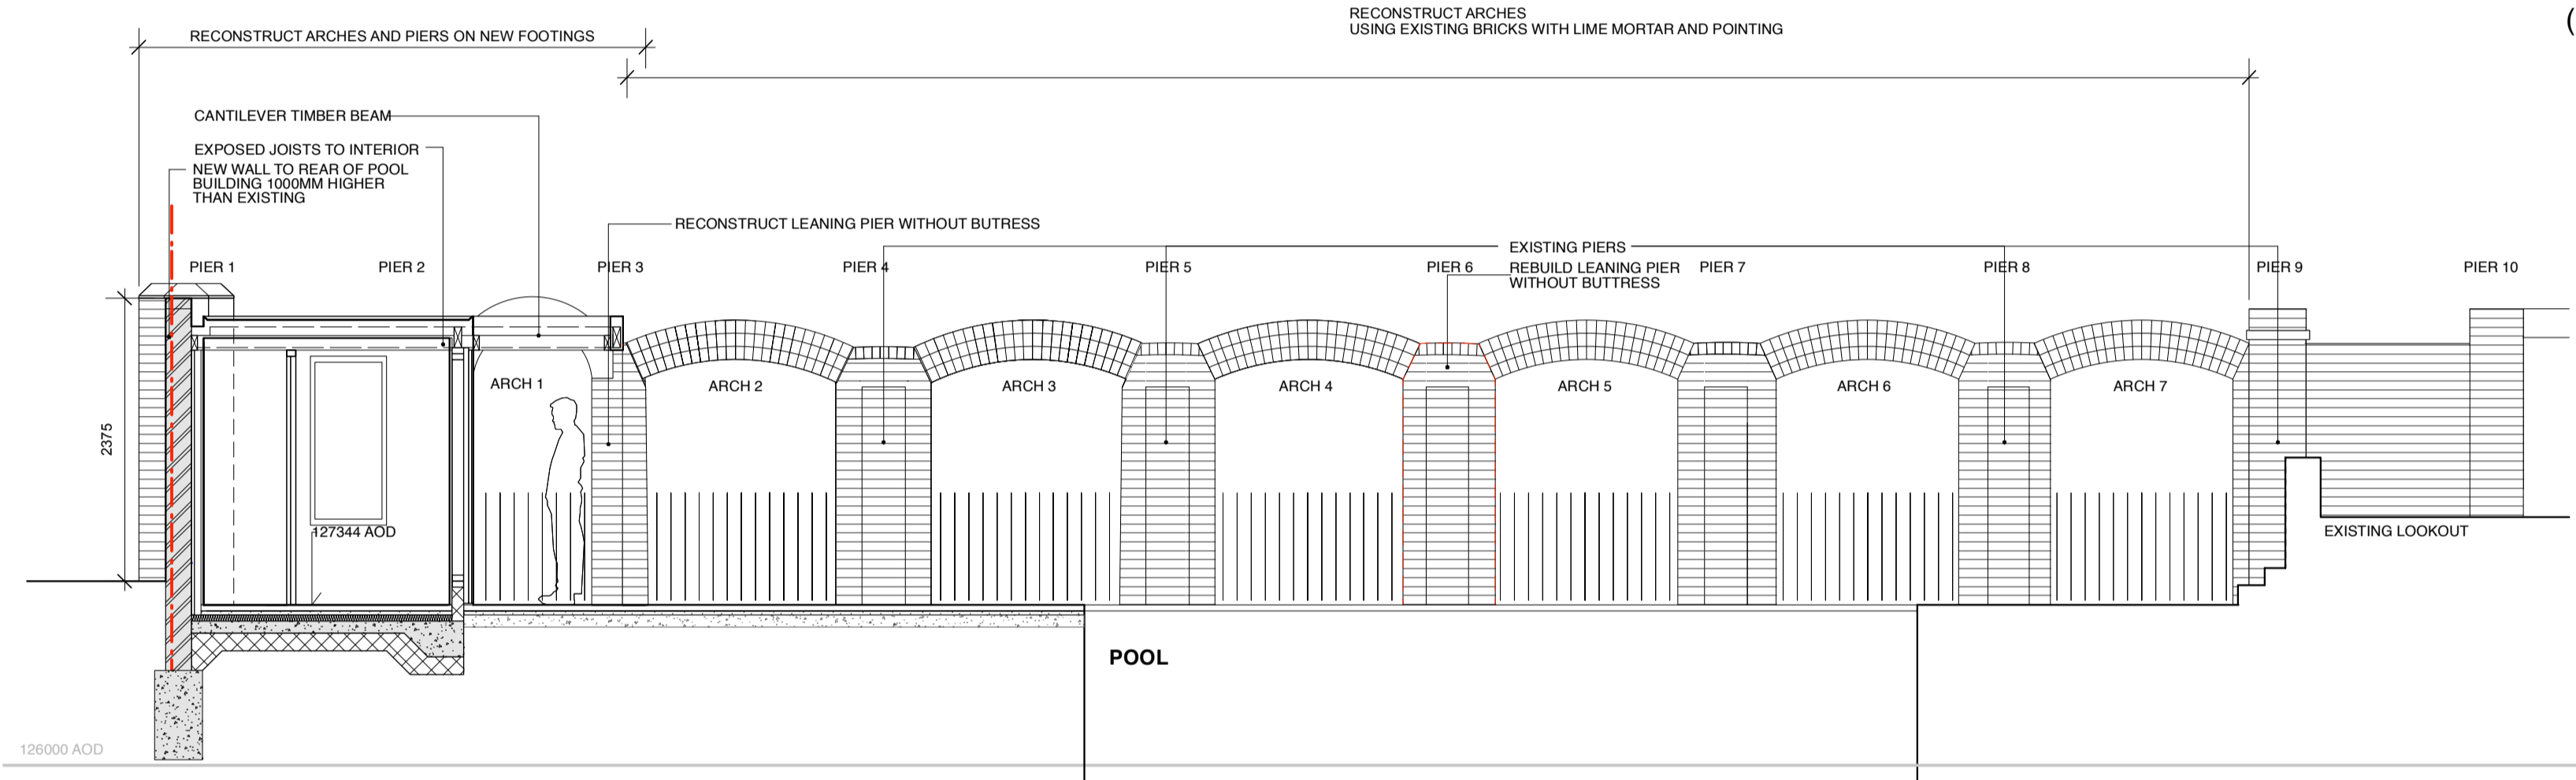 RECONSTRUCT ARCHES
USING EXISTING BRICKS WITH LIME MORTAR AND POINTING
(
RECONSTRUCT ARCHES AND PIERS ON NEW FOOTINGS
CANTILEVER TIMBER BEAM
EXPOSED JOISTS TO INTERIOR
NEW WALL TO REAR OF POOL
BUILDING 1000MM HIGHER
THAN EXISTING
RECONSTRUCT LEANING PIER WITHOUT BUTRESS
EXISTING PIERS
PIER 1
PIER 2
PIER 3
PIER 4
PIER 5
PIER 6
REBUILD LEANING PIER
WITHOUT BUTTRESS
PIER 7
PIER 8
PIER 9
PIER 10
ARCH 1
ARCH 2
ARCH 3
ARCH 4
ARCH 5
ARCH 6
ARCH 7
2375
127344 AOD
EXISTING LOOKOUT
POOL
126000 AOD